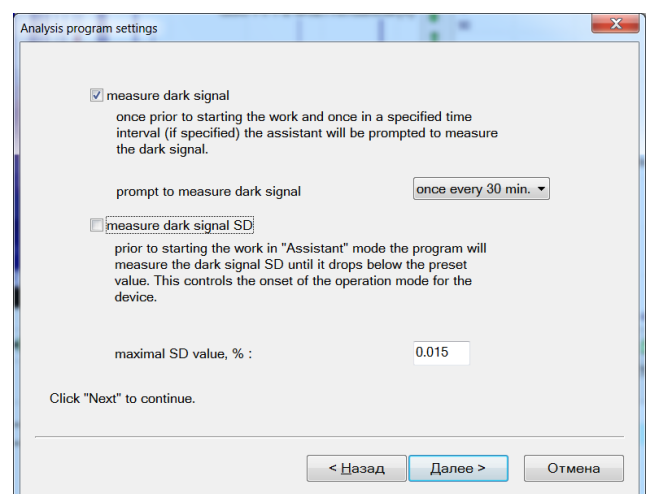 Analysis program settings
measure dark signal
once prior to starting the work and once in a specified time
interval (if specified) the assistant will be prompted to measure
the dark signal.
prompt to measure dark signal
once every 30 min.
measure dark signal SD
prior to starting the work in "Assistant" mode the program will
measure the dark signal SD until it drops below the preset
value. This controls the onset of the operation mode for the
device.
maximal SD value, % :
0.015
Click "Next" to continue.
< Назад
Далее >
Отмена